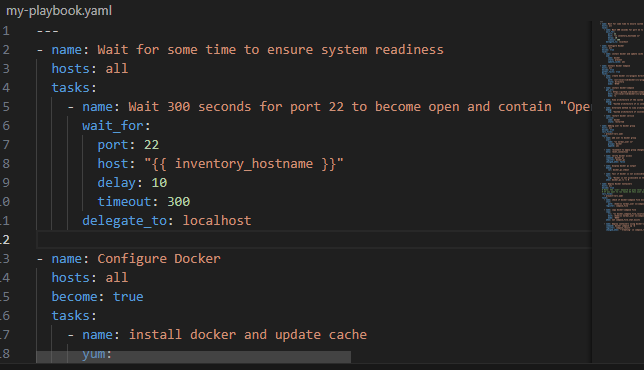 my-playbook.yaml
1 ---
2 - name: Wait for some time to ensure system readiness
3 hosts: all
4 tasks:
5 - name: Wait 300 seconds for port 22 to become open and contain "Ope
6 wait_for:
7 port: 22
8 host: "{{ inventory_hostname }}"
9 delay: 10
10 timeout: 300
11 delegate_to: localhost
12
13 - name: Configure Docker
14 hosts: all
15 become: true
16 tasks:
17 - name: install docker and update cache
18 yum: